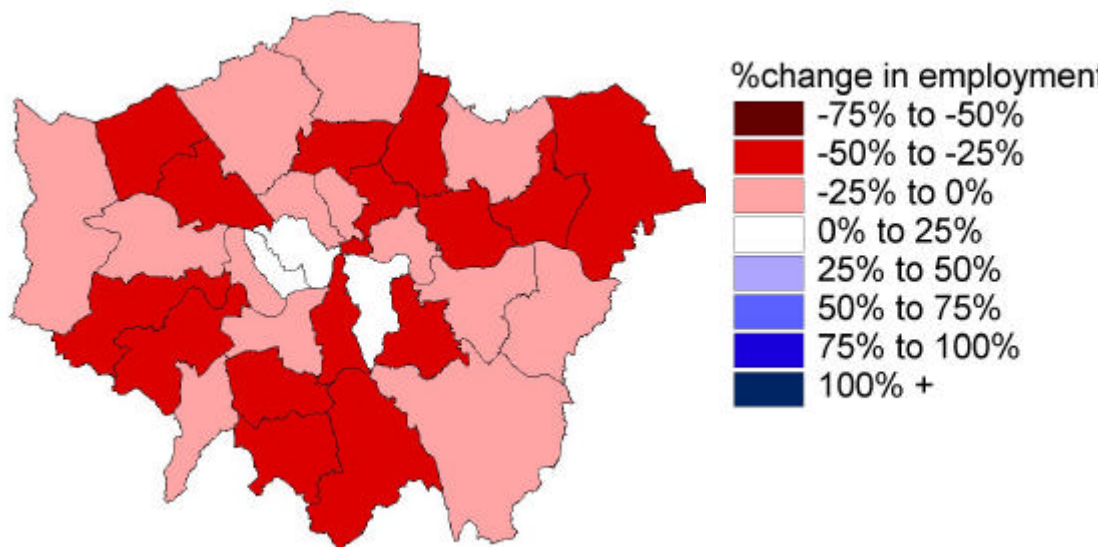 %change in employment
-75% to -50%
-50% to -25%
-25% to 0%
0% to 25%
25% to 50%
50% to 75%
75% to 100%
100% +